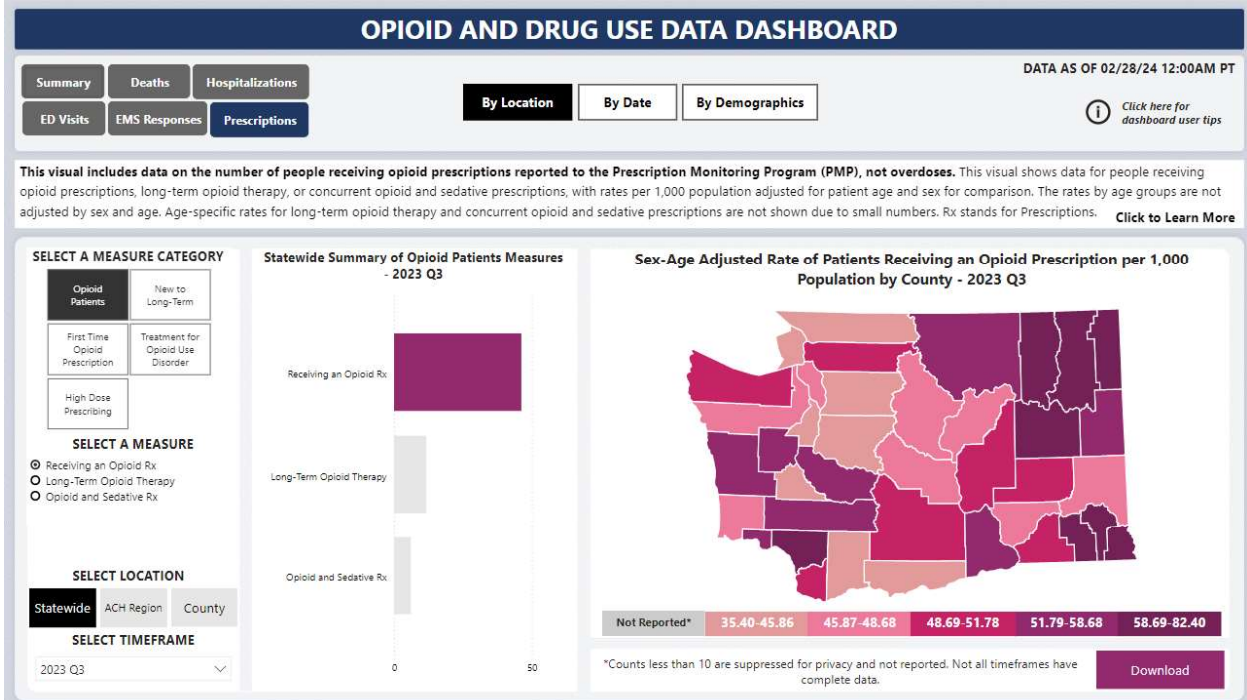 OPIOID AND DRUG USE DATA DASHBOARD
Summary
Deaths
Hospitalizations
ED Visits
EMS Responses
Prescriptions
By Location
By Date
By Demographics
DATA AS OF 02/28/24 12:00AM PT
Click here for
dashboard user tips
This visual includes data on the number of people receiving opioid prescriptions reported to the Prescription Monitoring Program (PMP), not overdoses. This visual shows data for people receiving
opioid prescriptions, long-term opioid therapy, or concurrent opioid and sedative prescriptions, with rates per 1,000 population adjusted for patient age and sex for comparison. The rates by age groups are not
adjusted by sex and age. Age-specific rates for long-term opioid therapy and concurrent opioid and sedative prescriptions are not shown due to small numbers. Rx stands for Prescriptions.
Click to Learn More
SELECT A MEASURE CATEGORY
Opioid
Patients
New to
Long-Term
First Time
Opioid
Prescription
Treatment for
Opioid Use
Disorder
High Dose
Prescribing
SELECT A MEASURE
Receiving an Opioid Rx
Long-Term Opioid Therapy
Opioid and Sedative Rx
SELECT LOCATION
Statewide
ACH Region
County
SELECT TIMEFRAME
2023 Q3
Statewide Summary of Opioid Patients Measures
- 2023 Q3
Receiving an Opioid Rx
Long-Term Opioid Therapy
Opioid and Sedative Rx
0
50
Sex-Age Adjusted Rate of Patients Receiving an Opioid Prescription per 1,000
Population by County - 2023 Q3
Not Reported*
35.40-45.86
45.87-48.68
48.69-51.78
51.79-58.68
58.69-82.40
*Counts less than 10 are suppressed for privacy and not reported. Not all timeframes have
complete data.
Download